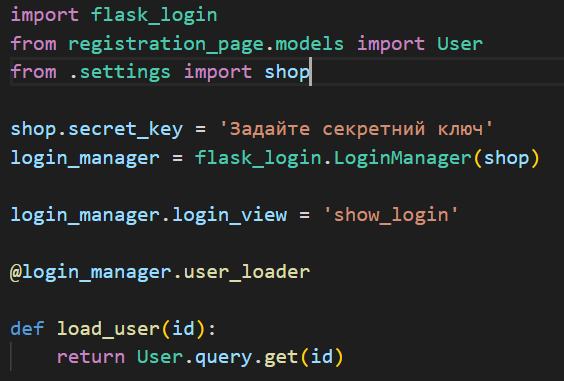 import flask_login
from registration_page.models import User
from .settings import shop
shop.secret_key = 'Задайте секретний ключ'
login_manager = flask_login.LoginManager(shop)
login_manager.login_view = 'show_login'
@login_manager.user_loader
def load_user(id):
    return User.query.get(id)